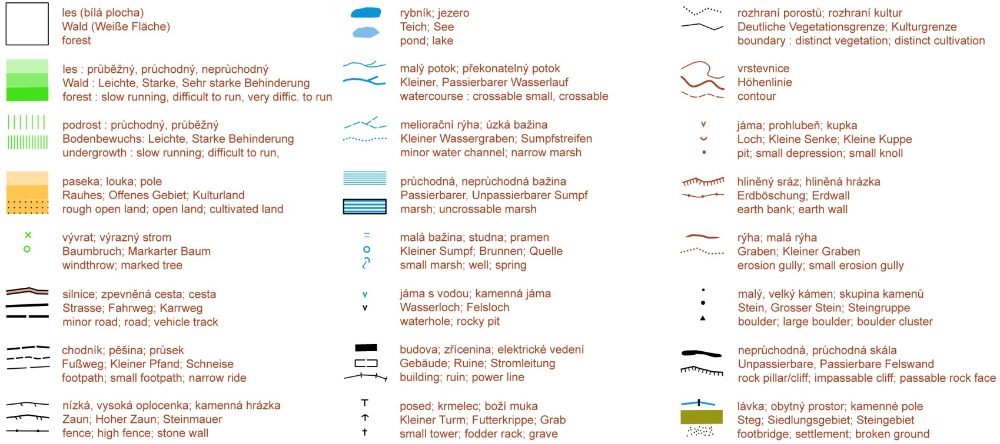 les (bílá plocha)
Wald (Weiße Fläche)
forest
les : průběžný, průchodný, neprůchodný
Wald : Leichte, Starke, Sehr starke Behinderung
forest : slow running, difficult to run, very diffic. to run
podrost : průchodný, průběžný
Bodenbewuchs: Leichte, Starke Behinderung
undergrowth : slow running; difficult to run,
paseka; louka; pole
Rauhes; Offenes Gebiet; Kulturland
rough open land; open land; cultivated land
vývrat; výrazný strom
Baumbruch; Markarter Baum
windthrow; marked tree
silnice; zpevněná cesta; cesta
Strasse; Fahrweg; Karrweg
minor road; road; vehicle track
chodník; pěšina; průsek
Fußweg; Kleiner Pfand; Schneise
footpath; small footpath; narrow ride
nízká, vysoká oplocenka; kamenná hrázka
Zaun; Hoher Zaun; Steinmauer
fence; high fence; stone wall
rybník; jezero
Teich; See
pond; lake
malý potok; překonatelný potok
Kleiner, Passierbarer Wasserlauf
watercourse : crossable small, crossable
meliorační rýha; úzká bažina
Kleiner Wassergraben; Sumpfstreifen
minor water channel; narrow marsh
průchodná, neprůchodná bažina
Passierbarer, Unpassierbarer Sumpf
marsh; uncrossable marsh
malá bažina; studna; pramen
Kleiner Sumpf; Brunnen; Quelle
small marsh; well; spring
jáma s vodou; kamenná jáma
Wasserloch; Felsloch
waterhole; rocky pit
budova; zřícenina; elektrické vedení
Gebäude; Ruine; Stromleitung
building; ruin; power line
posed; krmelec; boží muka
Kleiner Turm; Futterkrippe; Grab
small tower; fodder rack; grave
rozhraní porostů; rozhraní kultur
Deutliche Vegetationsgrenze; Kulturgrenze
boundary : distinct vegetation; distinct cultivation
vrstevnice
Höhenlinie
contour
jáma; prohlubeň; kupka
Loch; Kleine Senke; Kleine Kuppe
pit; small depression; small knoll
hliněný sráz; hliněná hrázka
Erdböschung; Erdwall
earth bank; earth wall
rýha; malá rýha
Graben; Kleiner Graben
erosion gully; small erosion gully
malý, velký kámen; skupina kamenů
Stein, Grosser Stein; Steingruppe
boulder; large boulder; boulder cluster
neprůchodná, průchodná skála
Unpassierbare, Passierbare Felswand
rock pillar/cliff; impassable cliff; passable rock face
lávka; obytný prostor; kamenné pole
Steg; Siedlungsgebiet; Steingebiet
footbridge; settlement; broken ground